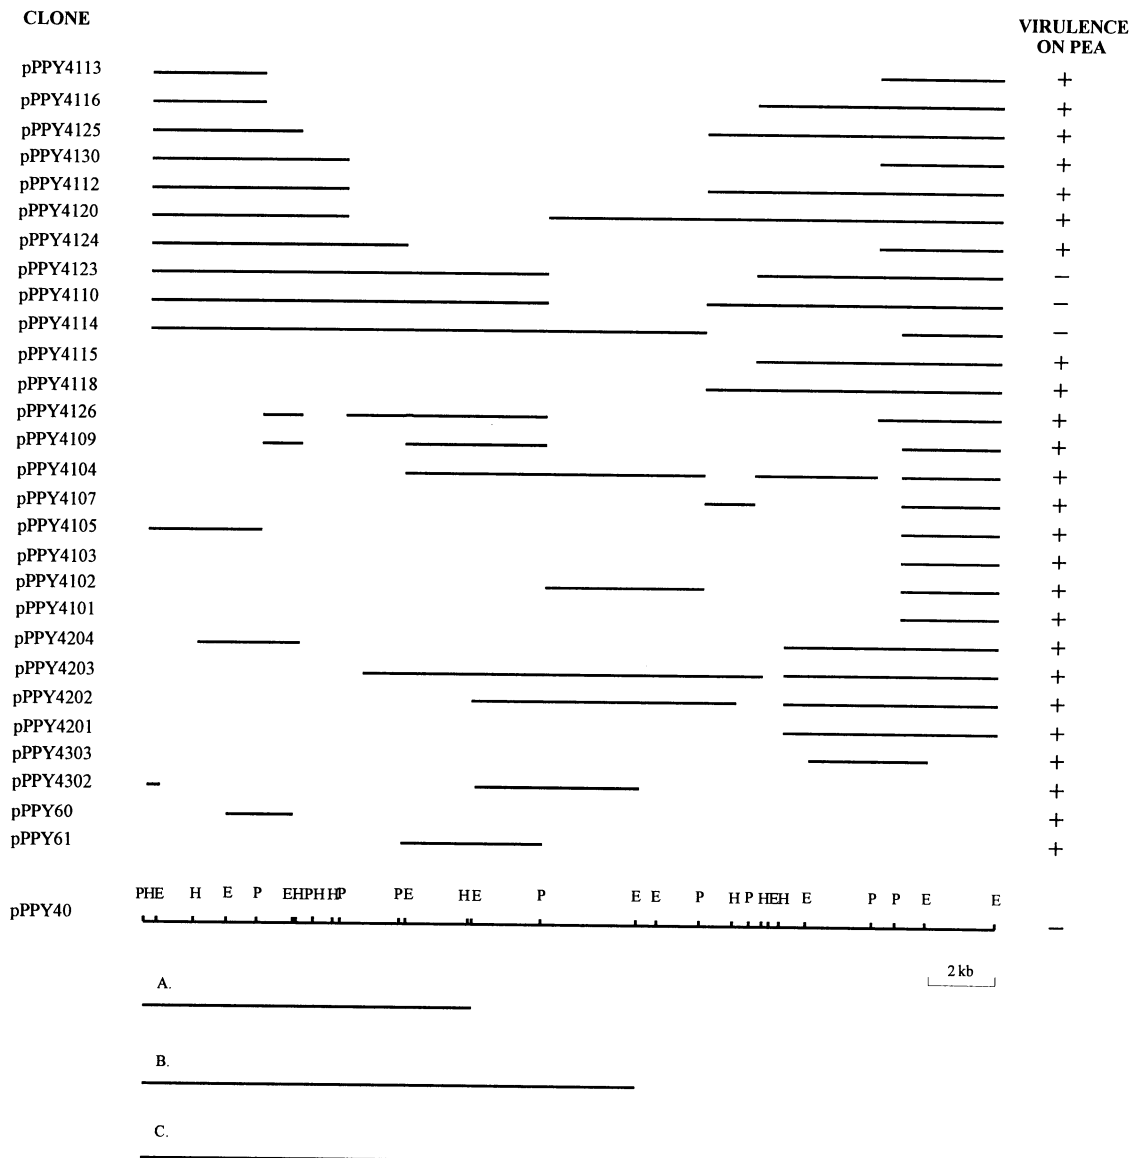 CLONE
VIRULENCE
ON PEA
pPPY4113 +
pPPY4116 +
pPPY4125 +
pPPY4130 +
pPPY4112 +
pPPY4120 +
pPPY4124 +
pPPY4123 −
pPPY4110 −
pPPY4114 −
pPPY4115 +
pPPY4118 +
pPPY4126 +
pPPY4109 +
pPPY4104 +
pPPY4107 +
pPPY4105 +
pPPY4103 +
pPPY4102 +
pPPY4101 +
pPPY4204 +
pPPY4203 +
pPPY4202 +
pPPY4201 +
pPPY4303 +
pPPY4302 +
pPPY60 +
pPPY61 +
PHE H E P EHPHHP PE HE P E E P H P HEH E P P E E
pPPY40 −
2 kb
A.
B.
C.